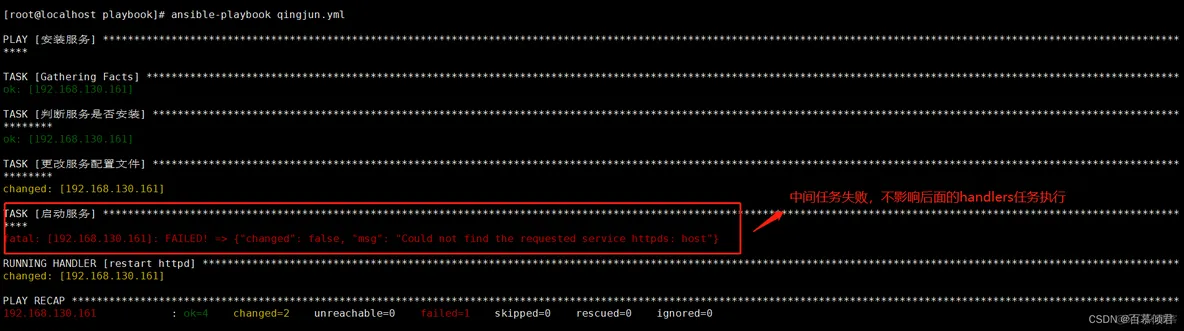 [root@localhost playbook]# ansible-playbook qingjun.yml
PLAY [安装服务] ****************************************************************************************************************************************************************************
****
TASK [Gathering Facts] *********************************************************************************************************************************************************************
ok: [192.168.130.161]
TASK [判断服务是否安装] ********************************************************************************************************************************************************************
********
ok: [192.168.130.161]
TASK [更改服务配置文件] ********************************************************************************************************************************************************************
********
changed: [192.168.130.161]
中间任务失败，不影响后面的handlers任务执行
TASK [启动服务] ****************************************************************************************************************************************************************************
****
fatal: [192.168.130.161]: FAILED! => {"changed": false, "msg": "Could not find the requested service httpds: host"}
RUNNING HANDLER [restart httpd] ************************************************************************************************************************************************************
changed: [192.168.130.161]
PLAY RECAP *********************************************************************************************************************************************************************************
192.168.130.161 : ok=4 changed=2 unreachable=0 failed=1 skipped=0 rescued=0 ignored=0
CSDN @百慕倾君